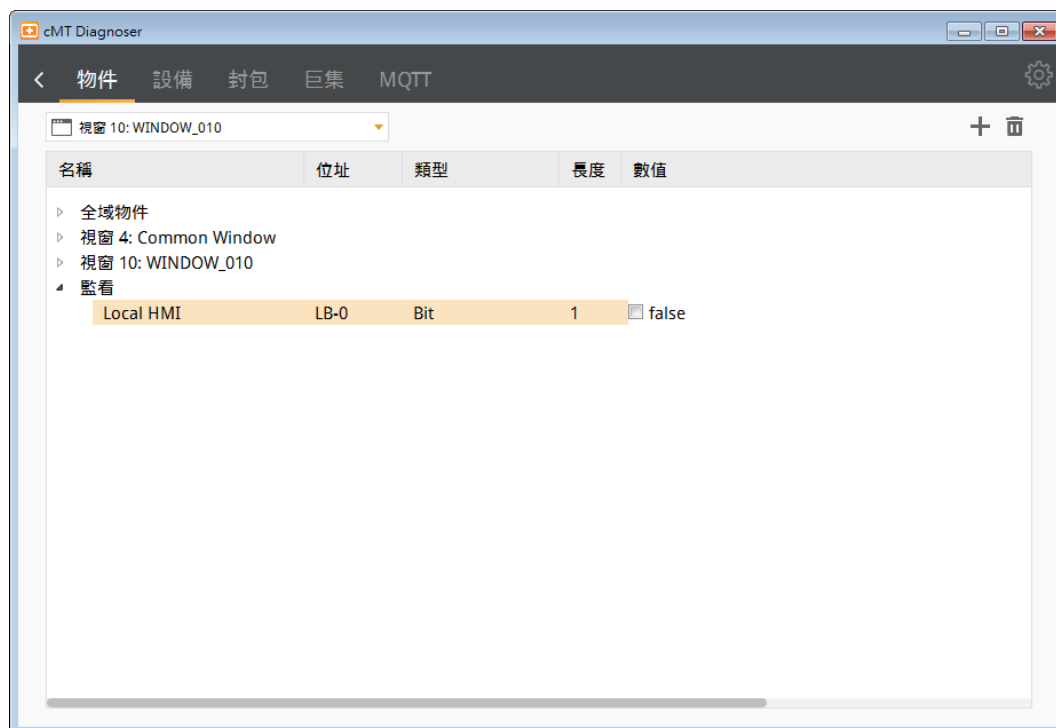 cMT Diagnoser
物件 設備 封包 巨集 MQTT
視窗 10: WINDOW_010
名稱 位址 類型 長度 數值
全域物件
視窗 4: Common Window
視窗 10: WINDOW_010
監看
Local HMI LB-0 Bit 1 false